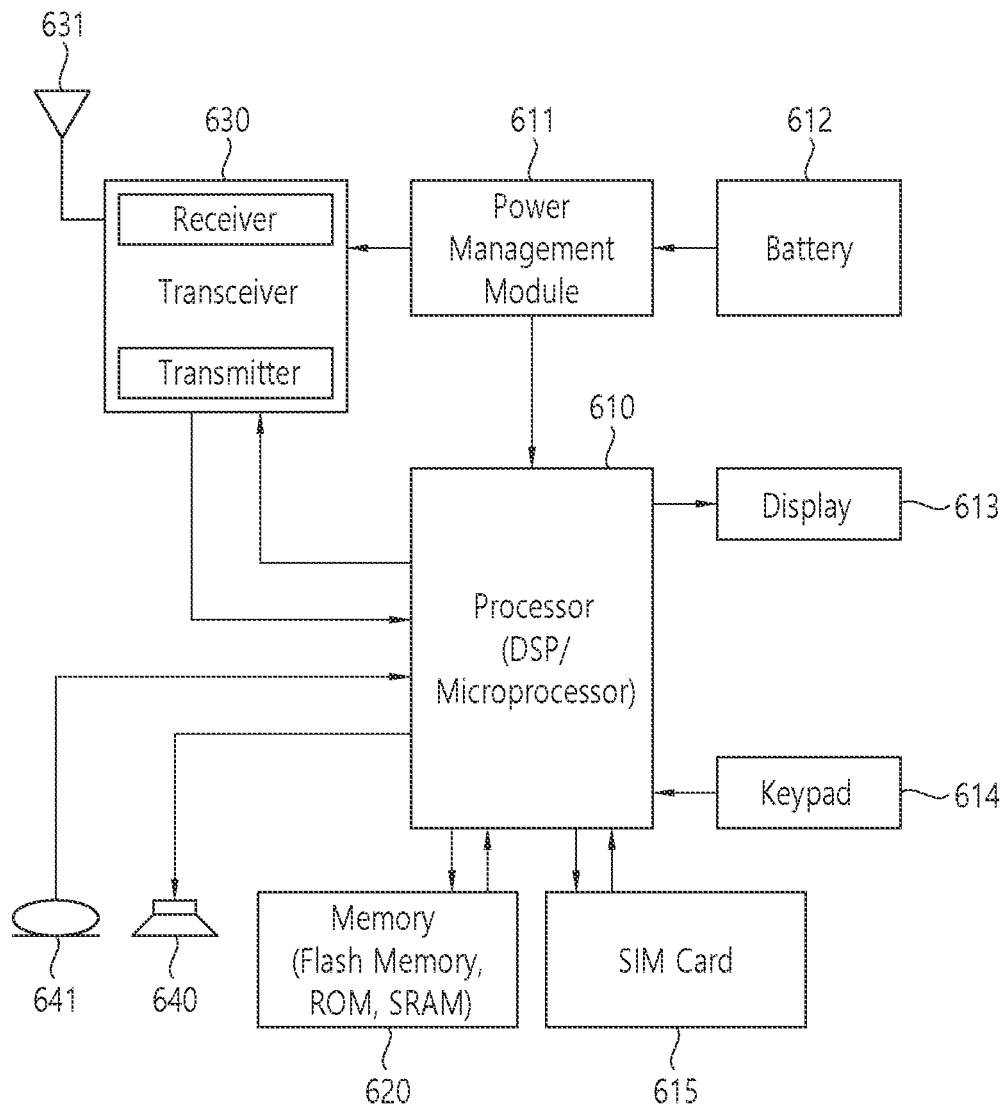 631
630
611
612
Receiver
Transceiver
Transmitter
Power
Management
Module
Battery
610
Display
613
Processor
(DSP/
Microprocessor)
Keypad
614
Memory
(Flash Memory,
ROM, SRAM)
SIM Card
641
640
620
615